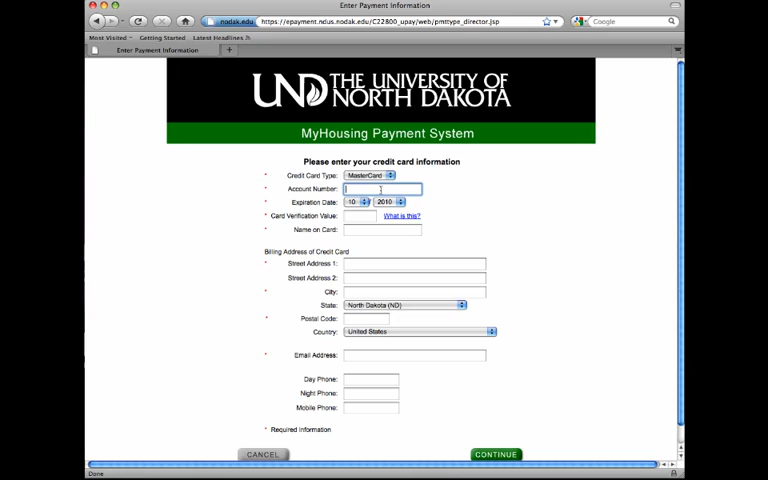 Enter Payment Information
nodak.edu https://epayment.ndus.nodak.edu/C22800_upay/web/pmttype_director.jsp Google
Most Visited Getting Started Latest Headlines
Enter Payment Information +
UND THE UNIVERSITY OF
NORTH DAKOTA
MyHousing Payment System
Please enter your credit card information
* Credit Card Type: MasterCard
* Account Number:
* Expiration Date: 10 / 2010
* Card Verification Value: What is this?
* Name on Card:
Billing Address of Credit Card
* Street Address 1:
Street Address 2:
* City:
State: North Dakota (ND)
* Postal Code:
Country: United States
* Email Address:
Day Phone:
Night Phone:
Mobile Phone:
* Required Information
CANCEL CONTINUE
Done